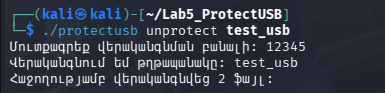 ┌──(kali㉿kali)-[~/Lab5_ProtectUSB]
└─$ ./protectusb unprotect test_usb
Մուտքագրեք վերականգնման բանալի: 12345
Վերականգնում եմ թղթապանակը: test_usb
Հաջողությամբ վերականգնվեց 2 ֆայլ: